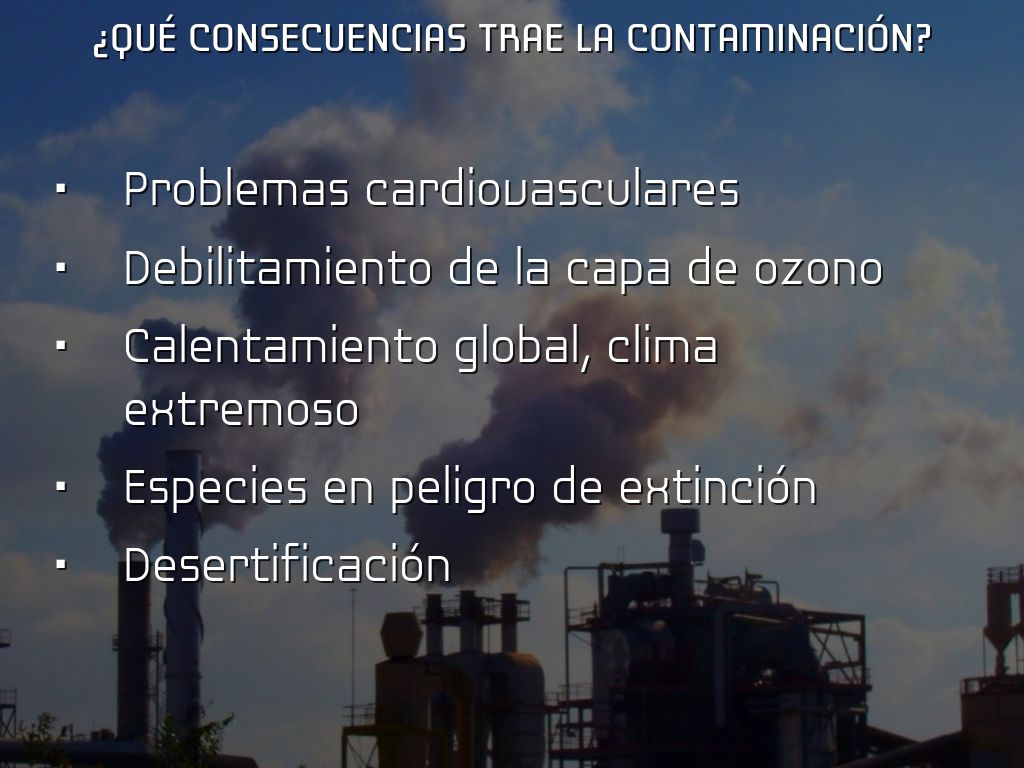 ¿QUÉ CONSECUENCIAS TRAE LA CONTAMINACIÓN?
▪ Problemas cardiovasculares
▪ Debilitamiento de la capa de ozono
▪ Calentamiento global, clima
extremoso
▪ Especies en peligro de extinción
▪ Desertificación